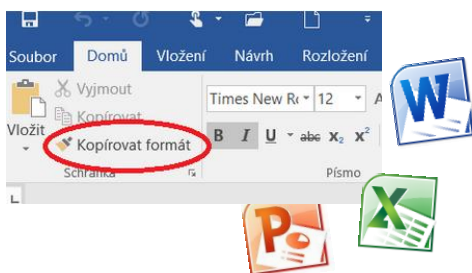 Soubor Domů Vložení Návrh Rozložení
Vyjmout
Times New R 12 A
Kopírovat
Vložit
B I U abc X₂ X²
Kopírovat formát
Schránka Písmo
W
P
X